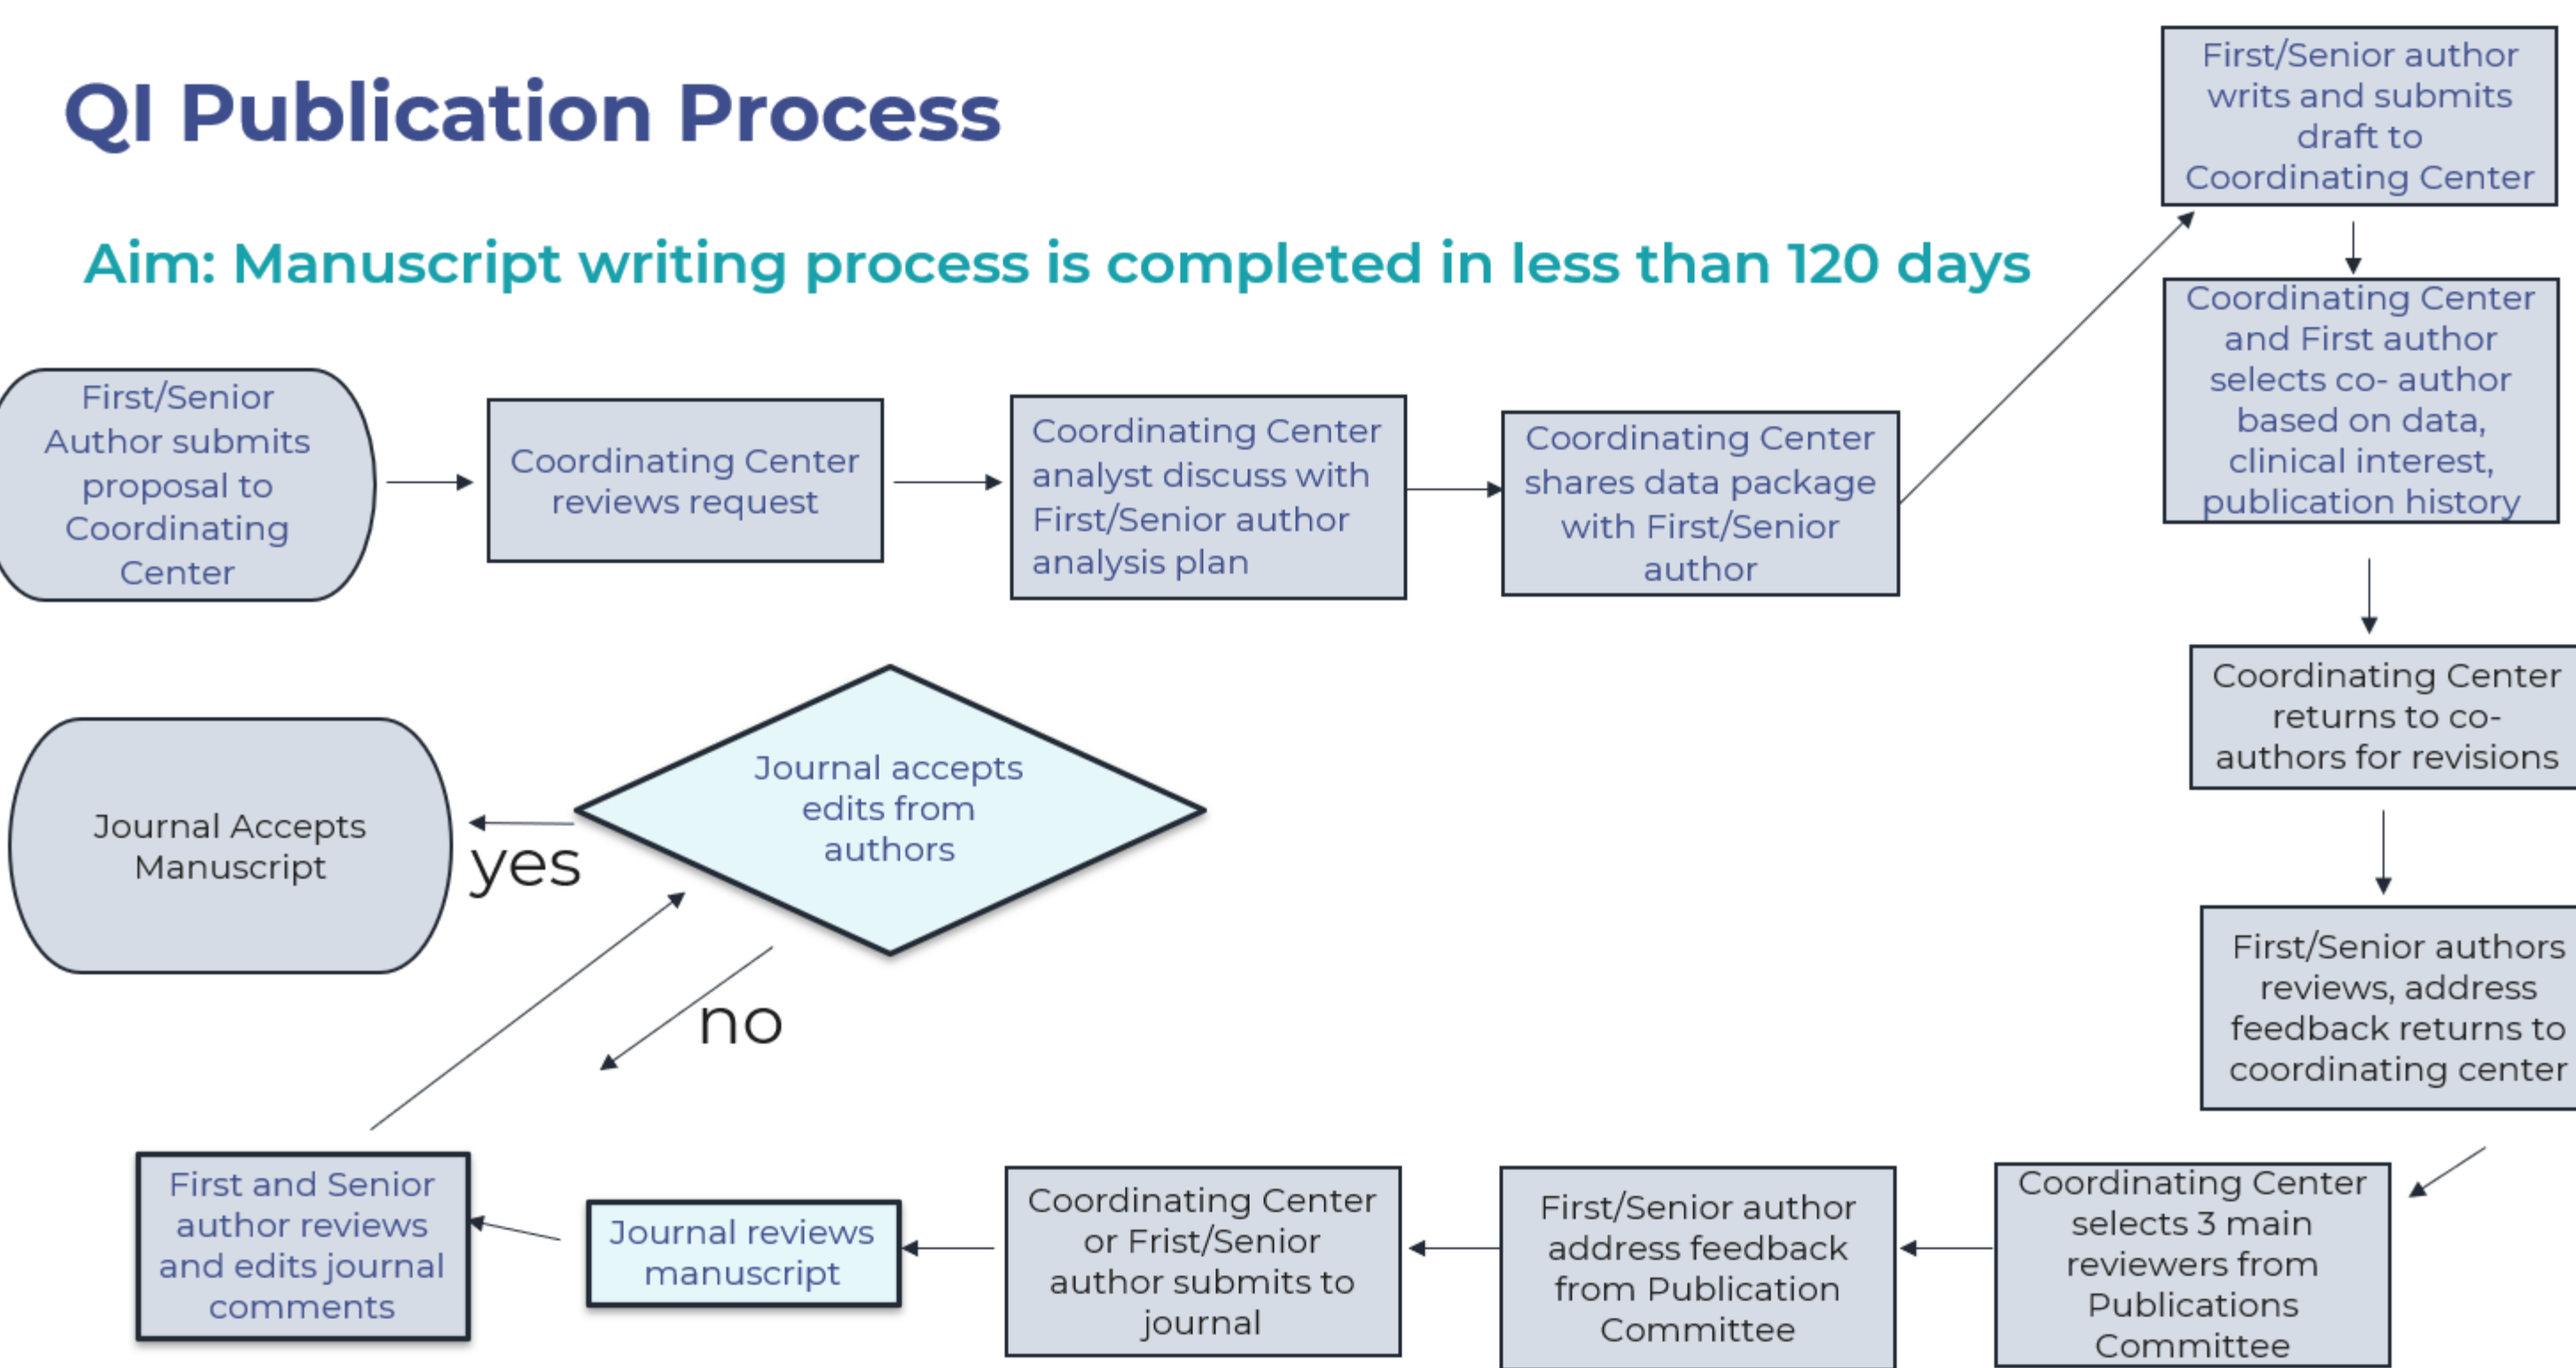 QI Publication Process
Aim: Manuscript writing process is completed in less than 120 days
First/Senior
Author submits
proposal to
Coordinating
Center
Coordinating Center
reviews request
Coordinating Center
analyst discuss with
First/Senior author
analysis plan
Coordinating Center
shares data package
with First/Senior
author
First/Senior author
writs and submits
draft to
Coordinating Center
Coordinating Center
and First author
selects co- author
based on data,
clinical interest,
publication history
Coordinating Center
returns to co-
authors for revisions
First/Senior authors
reviews, address
feedback returns to
coordinating center
Coordinating Center
selects 3 main
reviewers from
Publications
Committee
First/Senior author
address feedback
from Publication
Committee
Coordinating Center
or Frist/Senior
author submits to
journal
Journal reviews
manuscript
First and Senior
author reviews
and edits journal
comments
Journal accepts
edits from
authors
yes
no
Journal Accepts
Manuscript